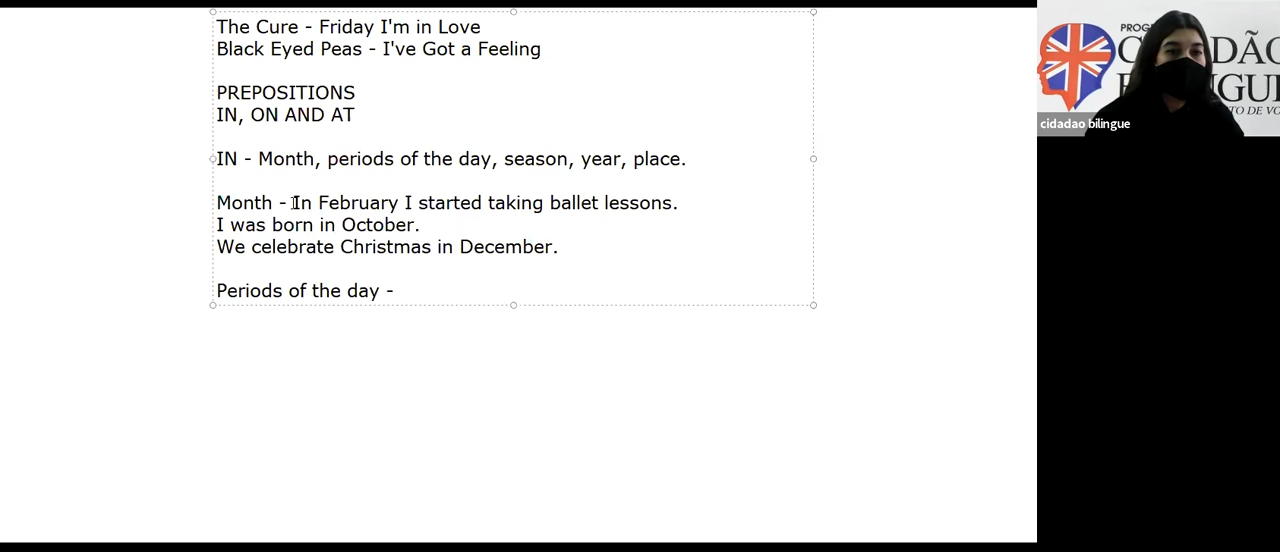 The Cure - Friday I'm in Love
Black Eyed Peas - I've Got a Feeling
PREPOSITIONS
IN, ON AND AT
IN - Month, periods of the day, season, year, place.
Month - In February I started taking ballet lessons.
I was born in October.
We celebrate Christmas in December.
Periods of the day -
cidadao bilingue